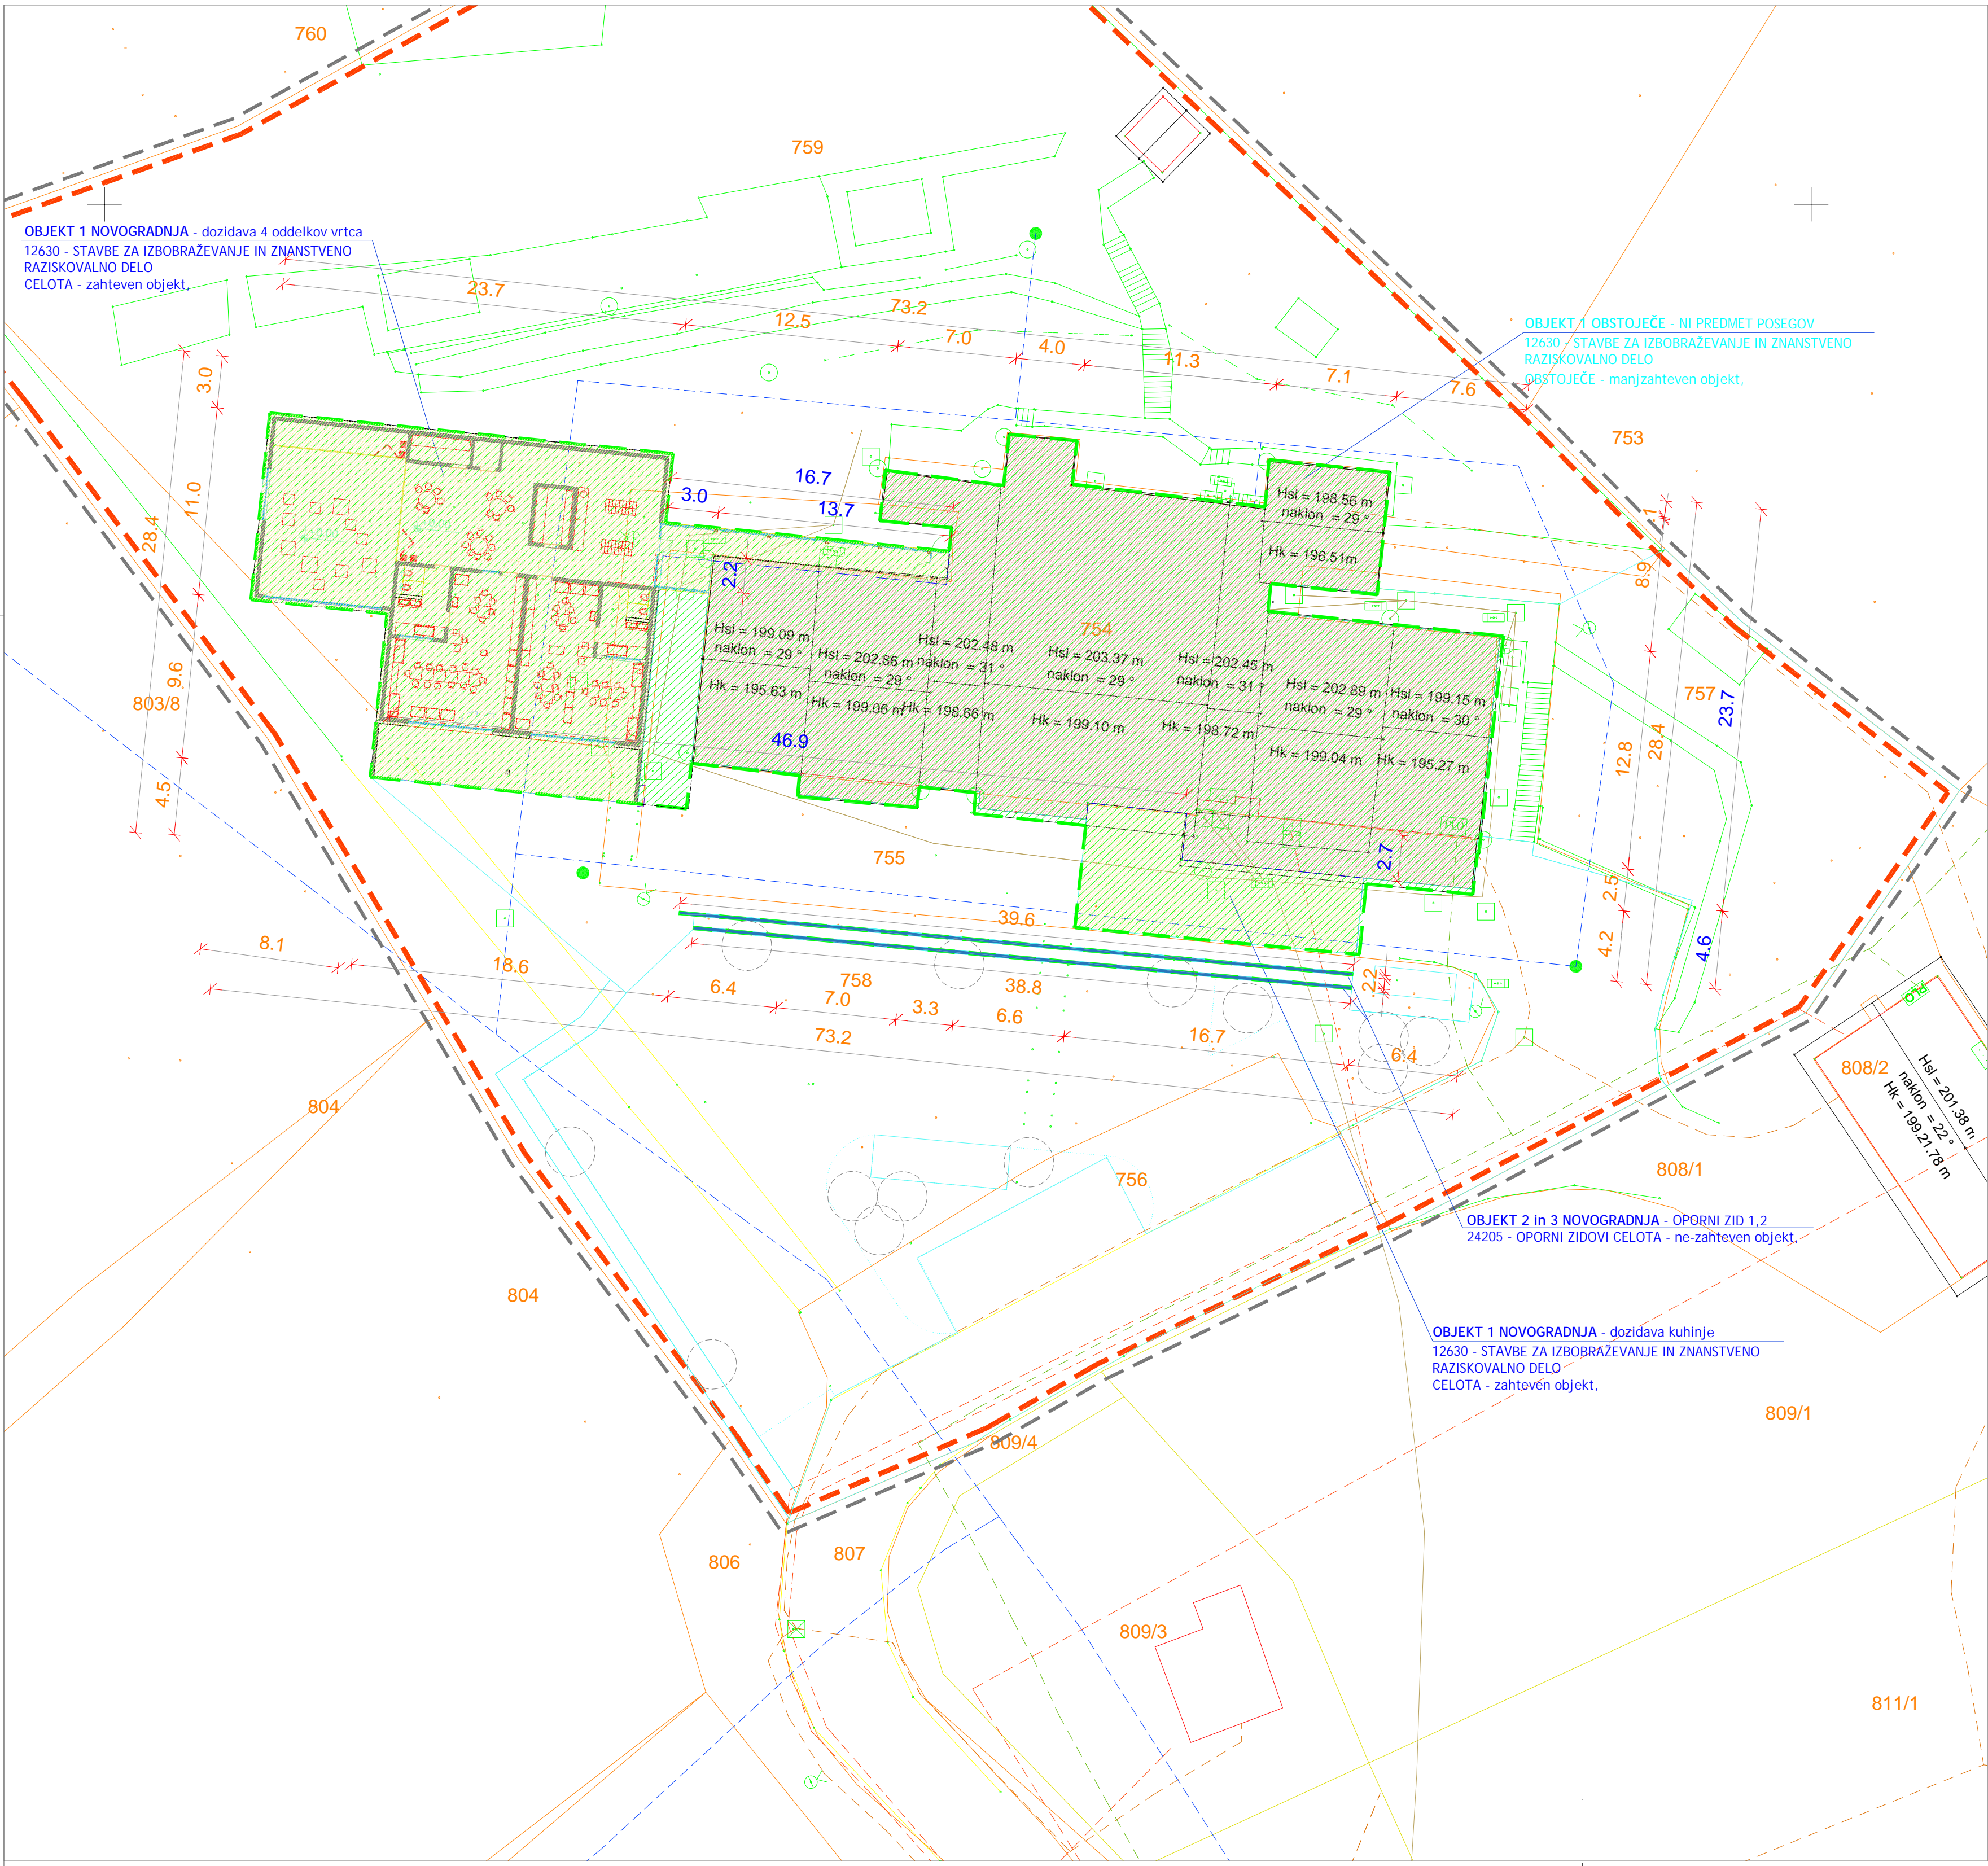 760
759
OBJEKT 1 NOVOGRADNJA - dozidava 4 oddelkov vrtca
12630 - STAVBE ZA IZBOBRAŽEVANJE IN ZNANSTVENO
RAZISKOVALNO DELO
CELOTA - zahteven objekt,
23.7
73.2
12.5
7.0
4.0
11.3
7.1
7.6
OBJEKT 1 OBSTOJEČE - NI PREDMET POSEGOV
12630 - STAVBE ZA IZBOBRAŽEVANJE IN ZNANSTVENO
RAZISKOVALNO DELO
OBSTOJEČE - manjzahteven objekt,
753
3.0
11.0
28.4
9.6
803/8
4.5
16.7
3.0
13.7
2.2
Hsl = 198.56 m
naklon = 29 °
Hk = 196.51m
.1
8.9
754
Hsl = 199.09 m
naklon = 29 °
Hk = 195.63 m
Hsl = 202.86 m
naklon = 29 °
Hk = 199.06 m
Hsl = 202.48 m
naklon = 31 °
Hk = 198.66 m
Hsl = 203.37 m
naklon = 29 °
Hk = 199.10 m
Hsl = 202.45 m
naklon = 31 °
Hk = 198.72 m
Hsl = 202.89 m
naklon = 29 °
Hk = 199.04 m
Hsl = 199.15 m
naklon = 30 °
Hk = 195.27 m
46.9
757
23.7
12.8
28.4
PLO
2.7
755
2.5
4.2
4.6
39.6
8.1
18.6
6.4
758
7.0
38.8
3.3
6.6
.22
73.2
16.7
6.4
PLO
808/2
Hsl = 201.38 m
naklon = 22 °
Hk = 199.21.78 m
804
756
808/1
OBJEKT 2 in 3 NOVOGRADNJA - OPORNI ZID 1,2
24205 - OPORNI ZIDOVI CELOTA - ne-zahteven objekt,
804
OBJEKT 1 NOVOGRADNJA - dozidava kuhinje
12630 - STAVBE ZA IZBOBRAŽEVANJE IN ZNANSTVENO
RAZISKOVALNO DELO
CELOTA - zahteven objekt,
809/1
809/4
806
807
809/3
811/1